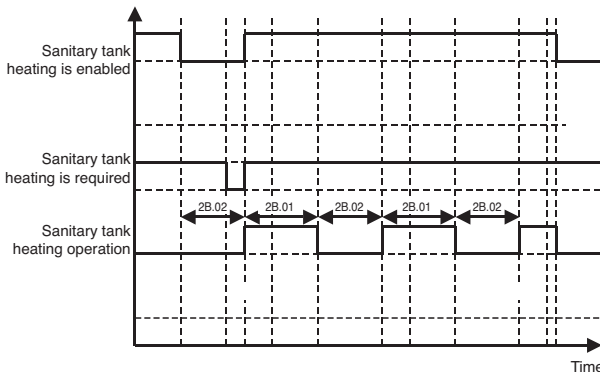 Sanitary tank
heating is enabled
Sanitary tank
heating is required
2B.02 2B.01 2B.02 2B.01 2B.02
Sanitary tank
heating operation
Time